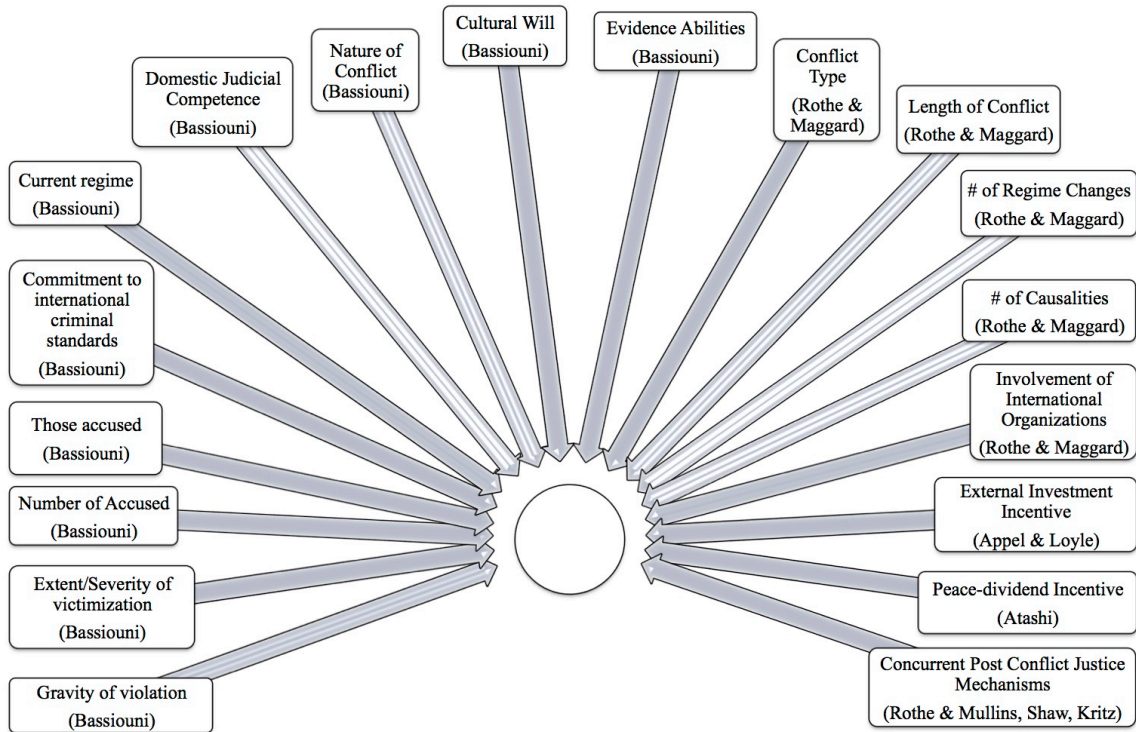 Cultural Will
(Bassiouni)
Evidence Abilities
(Bassiouni)
Nature of
Conflict
(Bassiouni)
Conflict
Type
(Rothe &
Maggard)
Domestic Judicial
Competence
(Bassiouni)
Length of Conflict
(Rothe & Maggard)
Current regime
(Bassiouni)
# of Regime Changes
(Rothe & Maggard)
Commitment to
international
criminal
standards
(Bassiouni)
# of Causalities
(Rothe & Maggard)
Involvement of
International
Organizations
(Rothe & Maggard)
Those accused
(Bassiouni)
Number of Accused
(Bassiouni)
External Investment
Incentive
(Appel & Loyle)
Extent/Severity of
victimization
(Bassiouni)
Peace-dividend Incentive
(Atashi)
Gravity of violation
(Bassiouni)
Concurrent Post Conflict Justice
Mechanisms
(Rothe & Mullins, Shaw, Kritz)